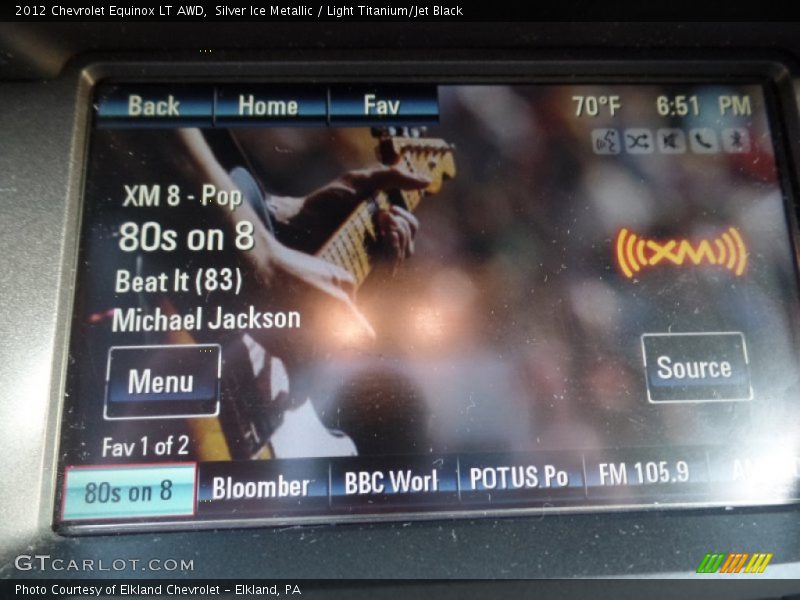 2012 Chevrolet Equinox LT AWD, Silver Ice Metallic / Light Titanium/Jet Black
Back Home Fav 70°F 6:51 PM
XM 8 - Pop
80s on 8
Beat It (83)
Michael Jackson
((XM))
Menu
Source
Fav 1 of 2
80s on 8 Bloomber BBC Worl POTUS Po FM 105.9
GTCARLOT.COM
Photo Courtesy of Elkland Chevrolet - Elkland, PA